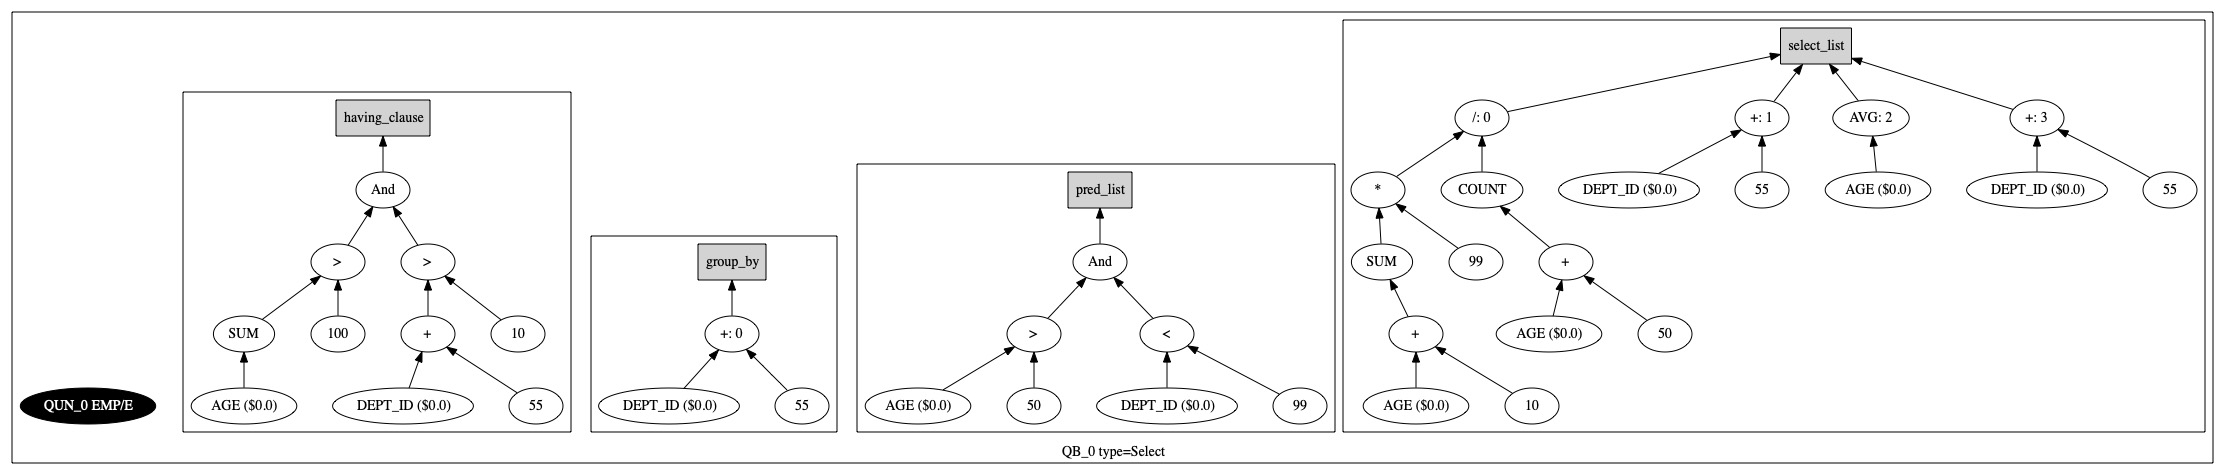 select_list
having_clause
/: 0
+: 1
AVG: 2
+: 3
And
pred_list
*
COUNT
DEPT_ID ($0.0)
55
AGE ($0.0)
DEPT_ID ($0.0)
55
>
>
group_by
And
SUM
99
+
SUM
100
+
10
+: 0
>
<
+
AGE ($0.0)
50
QUN_0 EMP/E
AGE ($0.0)
DEPT_ID ($0.0)
55
DEPT_ID ($0.0)
55
AGE ($0.0)
50
DEPT_ID ($0.0)
99
AGE ($0.0)
10
QB_0 type=Select